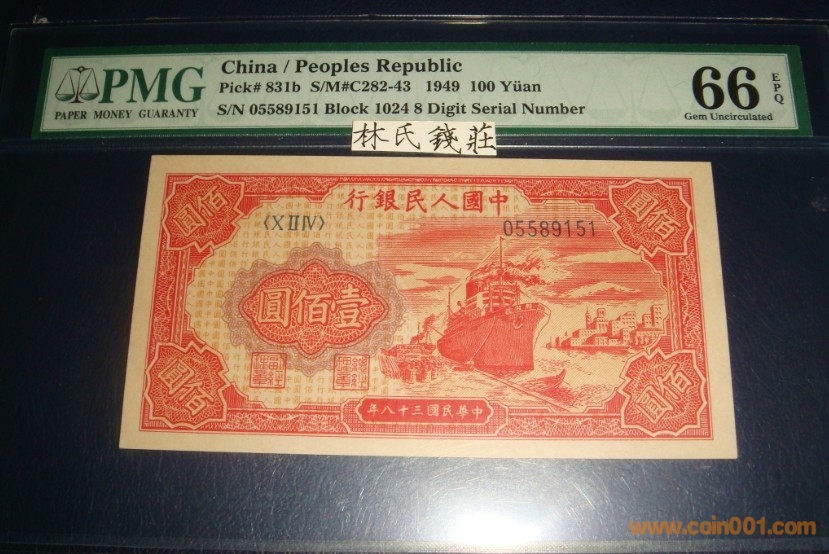 PMG
PAPER MONEY GUARANTY
China / Peoples Republic
Pick# 831b S/M#C282-43 1949 100 Yüan
S/N 05589151 Block 1024 8 Digit Serial Number
66 EPQ
Gem Uncirculated
林氏錢莊
行銀民人國中
佰圓
佰圓
〈X II IV〉
05589151
圓佰壹
佰圓
佰圓
年八十三國民華中
www.coin001.com